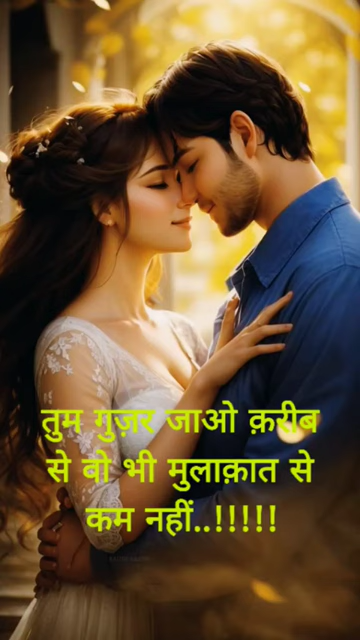 तुम गुज़र जाओ क़रीब
से वो भी मुलाक़ात से
कम नहीं..!!!!!